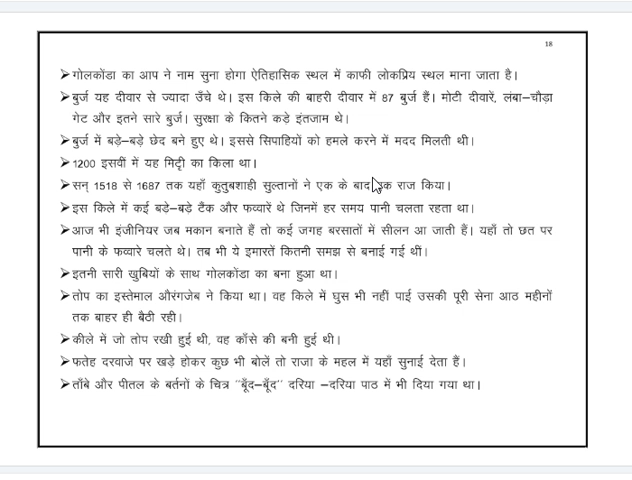 18
➢गोलकोंडा का आप ने नाम सुना होगा ऐतिहासिक स्थल में काफी लोकप्रिय स्थल माना जाता है।
➢बुर्ज यह दीवार से ज्यादा उँचे थे। इस किले की बाहरी दीवार में 87 बुर्ज हैं। मोटी दीवारें, लंबा–चौड़ा
गेट और इतने सारे बुर्ज। सुरक्षा के कितने कडे इंतजाम थे।
➢बुर्ज में बड़े–बड़े छेद बने हुए थे। इससे सिपाहियों को हमले करने में मदद मिलती थी।
➢1200 इसवीं में यह मिट्टी का किला था।
➢सन् 1518 से 1687 तक यहाँ कुतुबशाही सुल्तानों ने एक के बाद एक राज किया।
➢इस किले में कई बड़े–बड़े टैंक और फव्वारें थे जिनमें हर समय पानी चलता रहता था।
➢आज भी इंजीनियर जब मकान बनाते हैं तो कई जगह बरसातों में सीलन आ जाती हैं। यहाँ तो छत पर
पानी के फव्वारे चलते थे। तब भी ये इमारतें कितनी समझ से बनाई गई थीं।
➢इतनी सारी खुबियों के साथ गोलकोंडा का बना हुआ था।
➢तोप का इस्तेमाल औरंगजेब ने किया था। वह किले में घुस भी नहीं पाई उसकी पूरी सेना आठ महीनों
तक बाहर ही बैठी रही।
➢कीले में जो तोप रखी हुई थी, वह काँसे की बनी हुई थी।
➢फतेह दरवाजे पर खड़े होकर कुछ भी बोलें तो राजा के महल में यहाँ सुनाई देता हैं।
➢ताँबे और पीतल के बर्तनों के चित्र "बूँद–बूँद" दरिया –दरिया पाठ में भी दिया गया था।